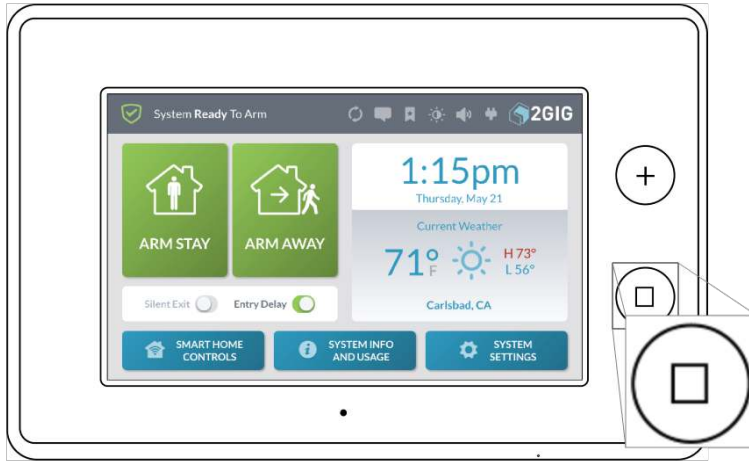 System Ready To Arm
2GIG
ARM STAY
ARM AWAY
Silent Exit
Entry Delay
1:15pm
Thursday, May 21
Current Weather
71° F
H 73°
L 56°
Carlsbad, CA
SMART HOME
CONTROLS
SYSTEM INFO
AND USAGE
SYSTEM
SETTINGS